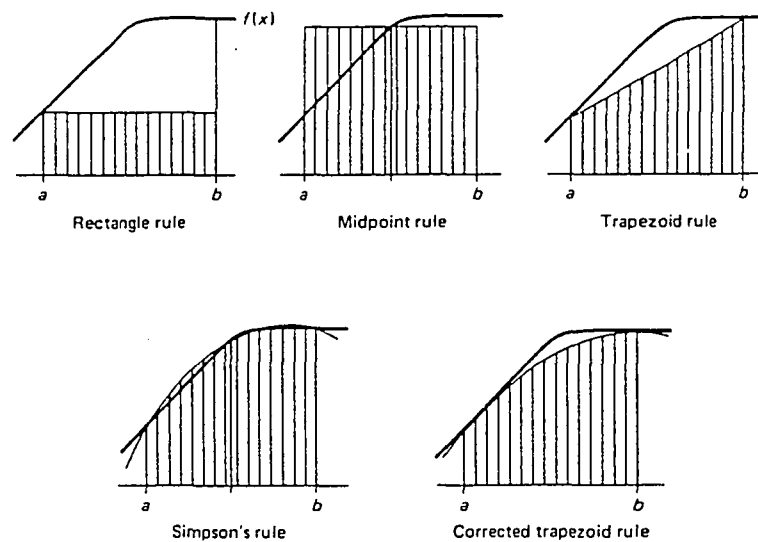 f(x)
a b a b a b
Rectangle rule Midpoint rule Trapezoid rule
a b a b
Simpson's rule Corrected trapezoid rule